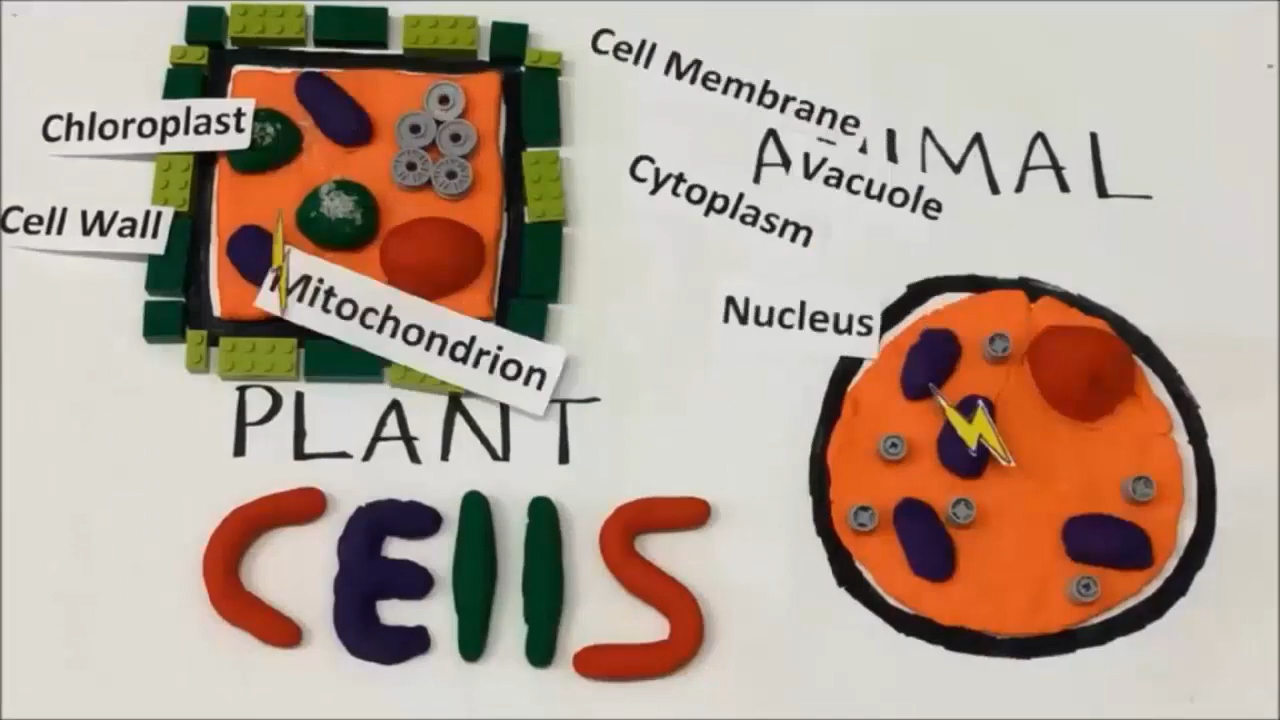 Cell Membrane
Chloroplast
ANIMAL
Vacuole
Cytoplasm
Cell Wall
Mitochondrion
Nucleus
PLANT
CEllS